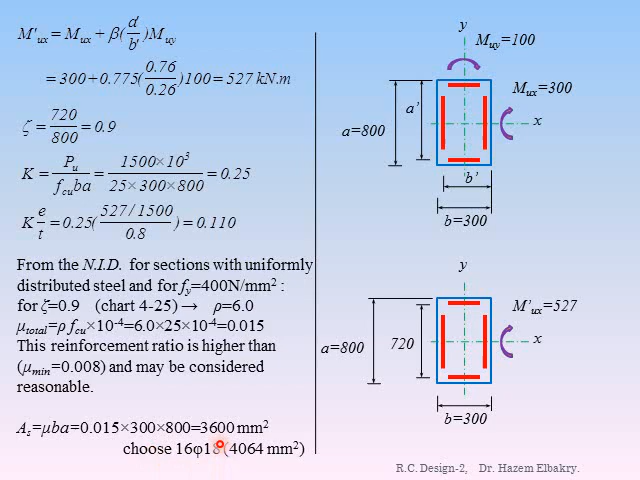 M'ux = Mux + β(a'/b')Muy
= 300 + 0.775(0.76/0.26)100 = 527 kN.m
ζ = 720/800 = 0.9
K = Pu/fcuba = 1500×10³/25×300×800 = 0.25
K e/t = 0.25(527/1500/0.8) = 0.110
From the N.I.D. for sections with uniformly
distributed steel and for fy=400N/mm² :
for ζ=0.9 (chart 4-25) → ρ=6.0
μtotal=ρ fcu×10⁻⁴=6.0×25×10⁻⁴=0.015
This reinforcement ratio is higher than
(μmin=0.008) and may be considered
reasonable.
As=μba=0.015×300×800=3600 mm²
choose 16φ18(4064 mm²)
y
Muy=100
Mux=300
a'
a=800
x
b'
b=300
y
M'ux=527
x
a=800
720
b=300
R.C. Design-2, Dr. Hazem Elbakry.